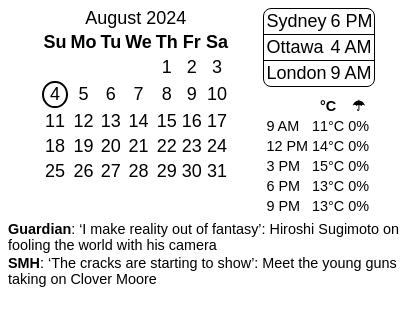 August 2024
Su Mo Tu We Th Fr Sa
1 2 3
4 5 6 7 8 9 10
11 12 13 14 15 16 17
18 19 20 21 22 23 24
25 26 27 28 29 30 31
Sydney 6 PM
Ottawa 4 AM
London 9 AM
°C ☂
9 AM 11°C 0%
12 PM 14°C 0%
3 PM 15°C 0%
6 PM 13°C 0%
9 PM 13°C 0%
Guardian: ‘I make reality out of fantasy’: Hiroshi Sugimoto on
fooling the world with his camera
SMH: ‘The cracks are starting to show’: Meet the young guns
taking on Clover Moore